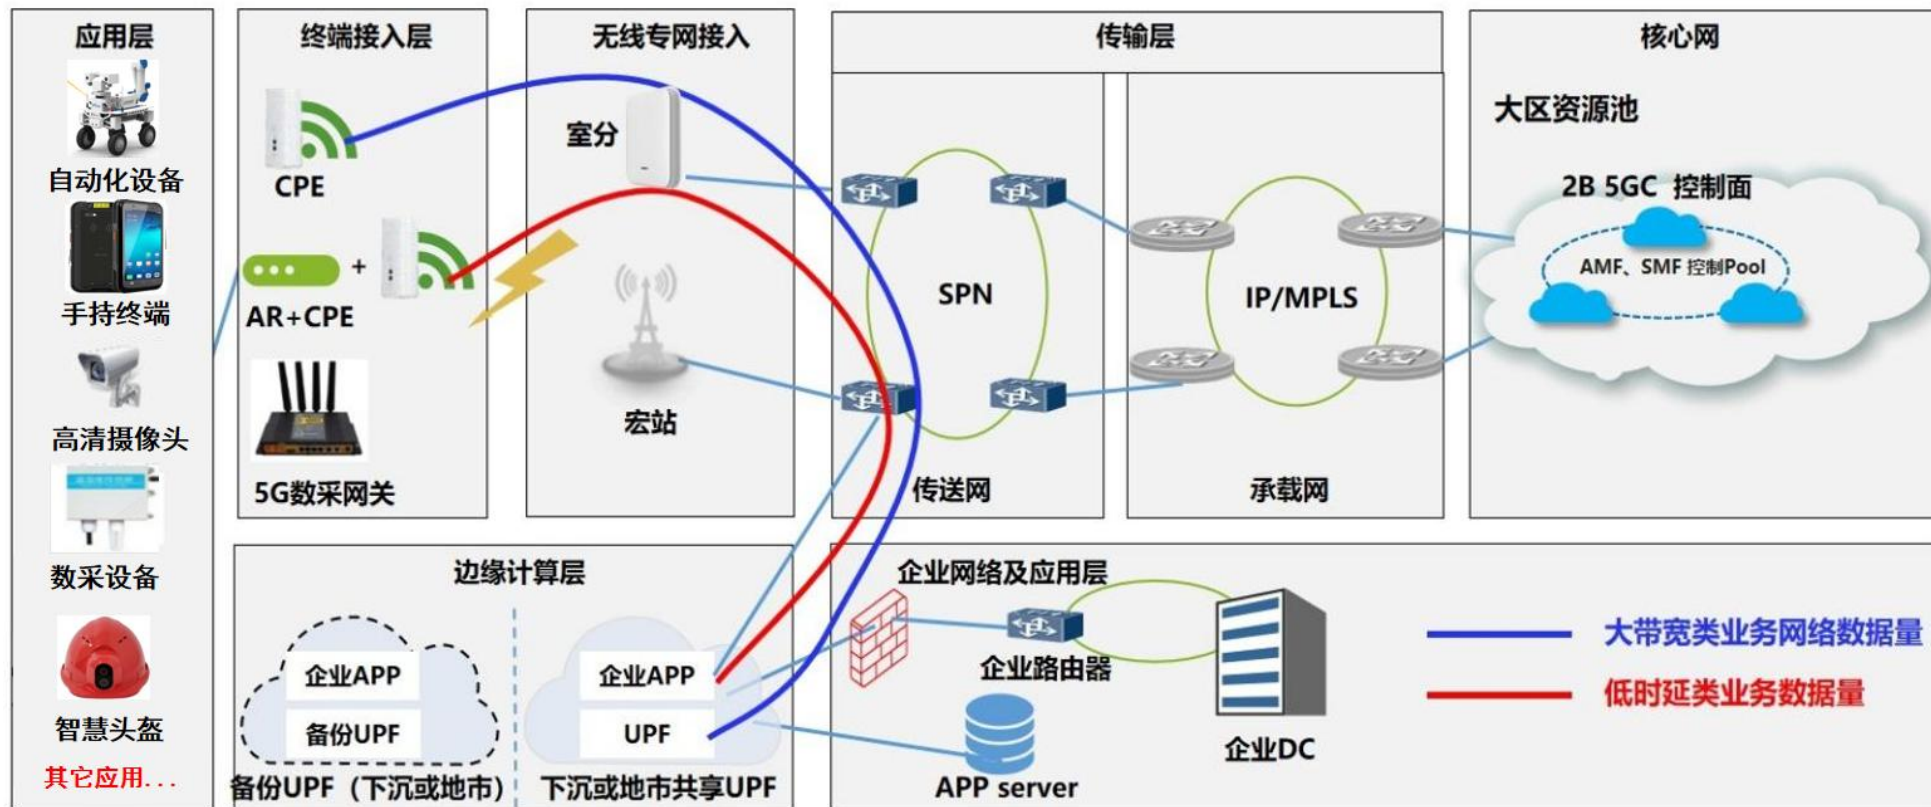 应用层
自动化设备
手持终端
高清摄像头
数采设备
智慧头盔
其它应用...
终端接入层
CPE
+
AR+CPE
5G数采网关
无线专网接入
室分
宏站
传输层
SPN
传送网
IP/MPLS
承载网
核心网
大区资源池
2B 5GC 控制面
AMF、SMF 控制Pool
边缘计算层
企业APP
备份UPF
备份UPF（下沉或地市）
企业APP
UPF
下沉或地市共享UPF
企业网络及应用层
企业路由器
APP server
企业DC
大带宽类业务网络数据量
低时延类业务数据量